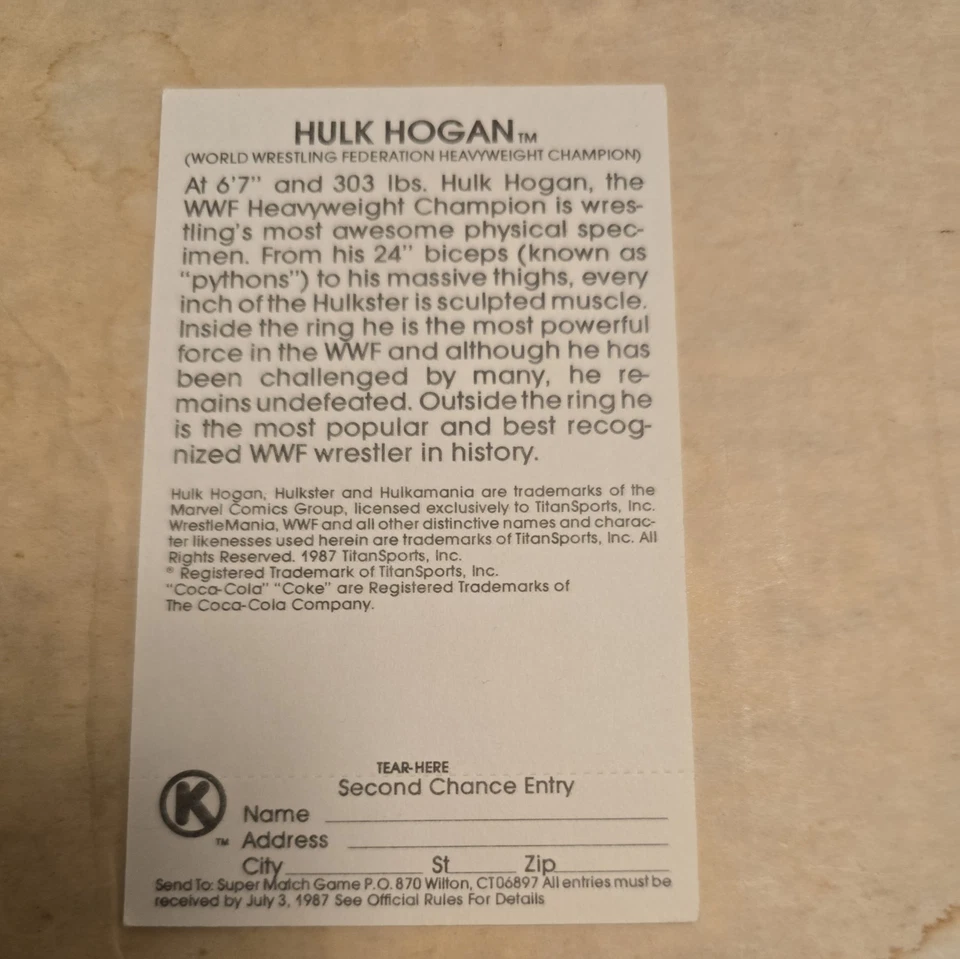 HULK HOGAN™
(WORLD WRESTLING FEDERATION HEAVYWEIGHT CHAMPION)
At 6'7" and 303 lbs. Hulk Hogan, the
WWF Heavyweight Champion is wres-
tling's most awesome physical spec-
imen. From his 24" biceps (known as
"pythons") to his massive thighs, every
inch of the Hulkster is sculpted muscle.
Inside the ring he is the most powerful
force in the WWF and although he has
been challenged by many, he re-
mains undefeated. Outside the ring he
is the most popular and best recog-
nized WWF wrestler in history.
Hulk Hogan, Hulkster and Hulkamania are trademarks of the
Marvel Comics Group, licensed exclusively to TitanSports, Inc.
WrestleMania, WWF and all other distinctive names and charac-
ter likenesses used herein are trademarks of TitanSports, Inc. All
Rights Reserved. 1987 TitanSports, Inc.
® Registered Trademark of TitanSports, Inc.
"Coca-Cola" "Coke" are Registered Trademarks of
The Coca-Cola Company.
TEAR-HERE
Second Chance Entry
K™
Name
Address
City St Zip
Send To: Super Match Game P.O. 870 Wilton, CT 06897 All entries must be
received by July 3, 1987 See Official Rules For Details